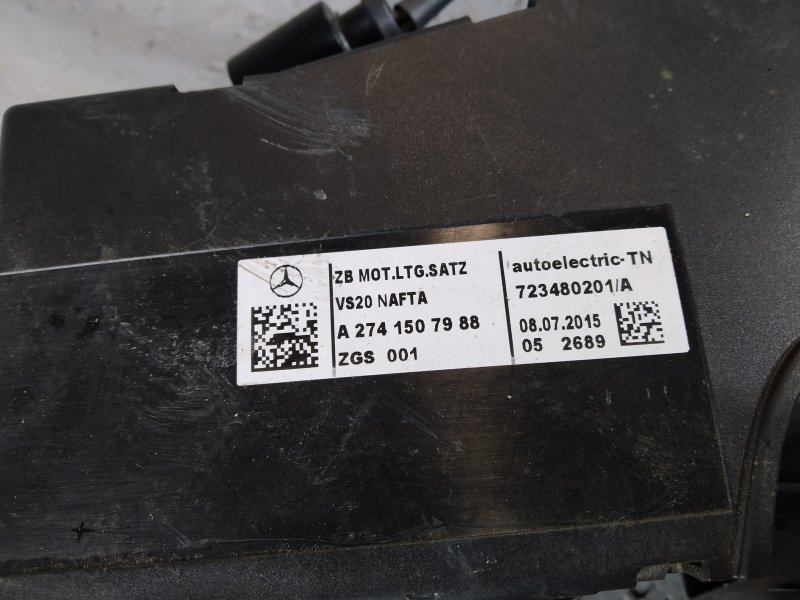 ZB MOT.LTG.SATZ
VS20 NAFTA
A 274 150 79 88
ZGS 001
autoelectric-TN
723480201/A
08.07.2015
05 2689